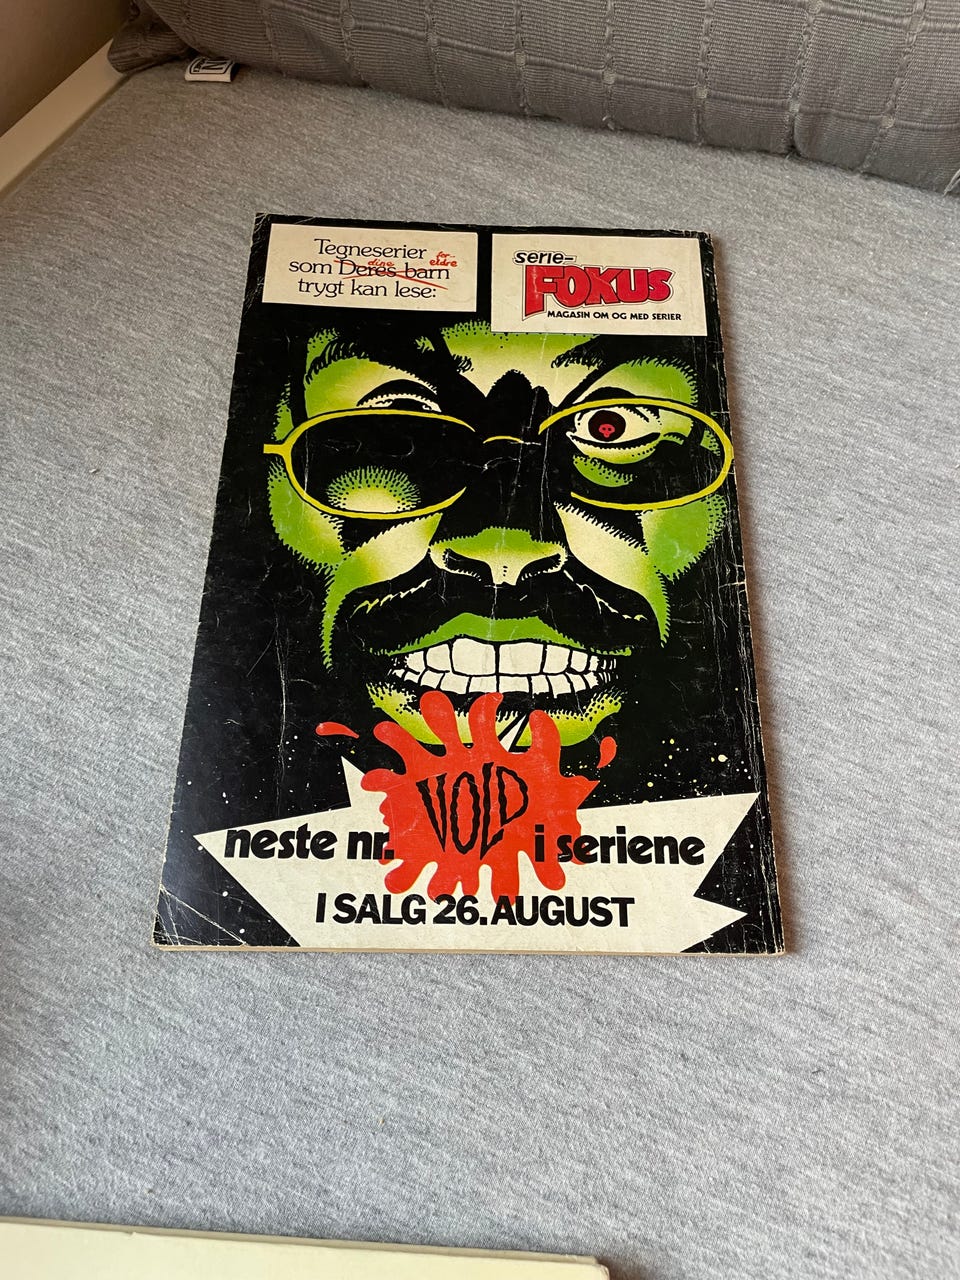 Tegneserier for-
dine eldre
som Deres barn
trygt kan lese:
serie-
FOKUS
MAGASIN OM OG MED SERIER
neste nr. VOLD i seriene
I SALG 26. AUGUST